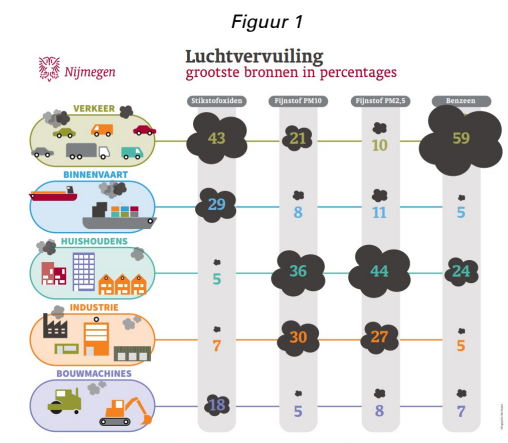 Figuur 1
Luchtvervuiling
grootste bronnen in percentages
Nijmegen
Stikstofoxiden Fijnstof PM10 Fijnstof PM2,5 Benzeen
VERKEER
43 21 10 59
BINNENVAART
29 8 11 5
HUISHOUDENS
5 36 44 24
INDUSTRIE
7 30 27 5
BOUWMACHINES
18 5 8 7